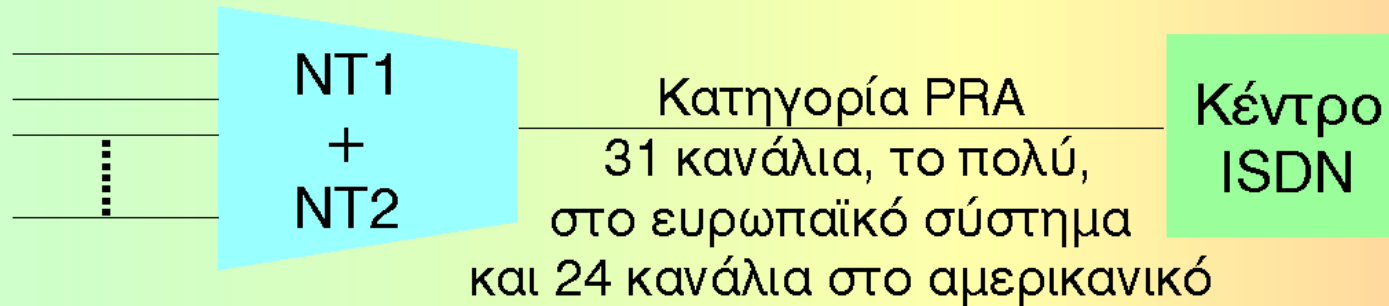 NT1
+
NT2
Κατηγορία PRA
31 κανάλια, το πολύ,
στο ευρωπαϊκό σύστημα
και 24 κανάλια στο αμερικανικό
Κέντρο
ISDN